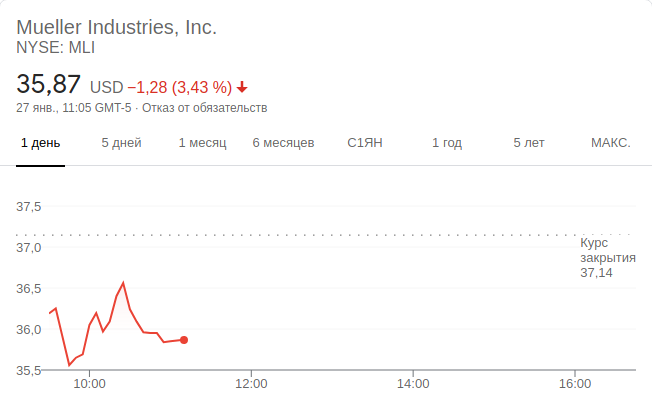 Mueller Industries, Inc.
NYSE: MLI
35,87 USD −1,28 (3,43 %)
27 янв., 11:05 GMT-5 · Отказ от обязательств
1 день 5 дней 1 месяц 6 месяцев С1ЯН 1 год 5 лет МАКС.
37,5
37,0
36,5
36,0
35,5
Курс
закрытия
37,14
10:00 12:00 14:00 16:00